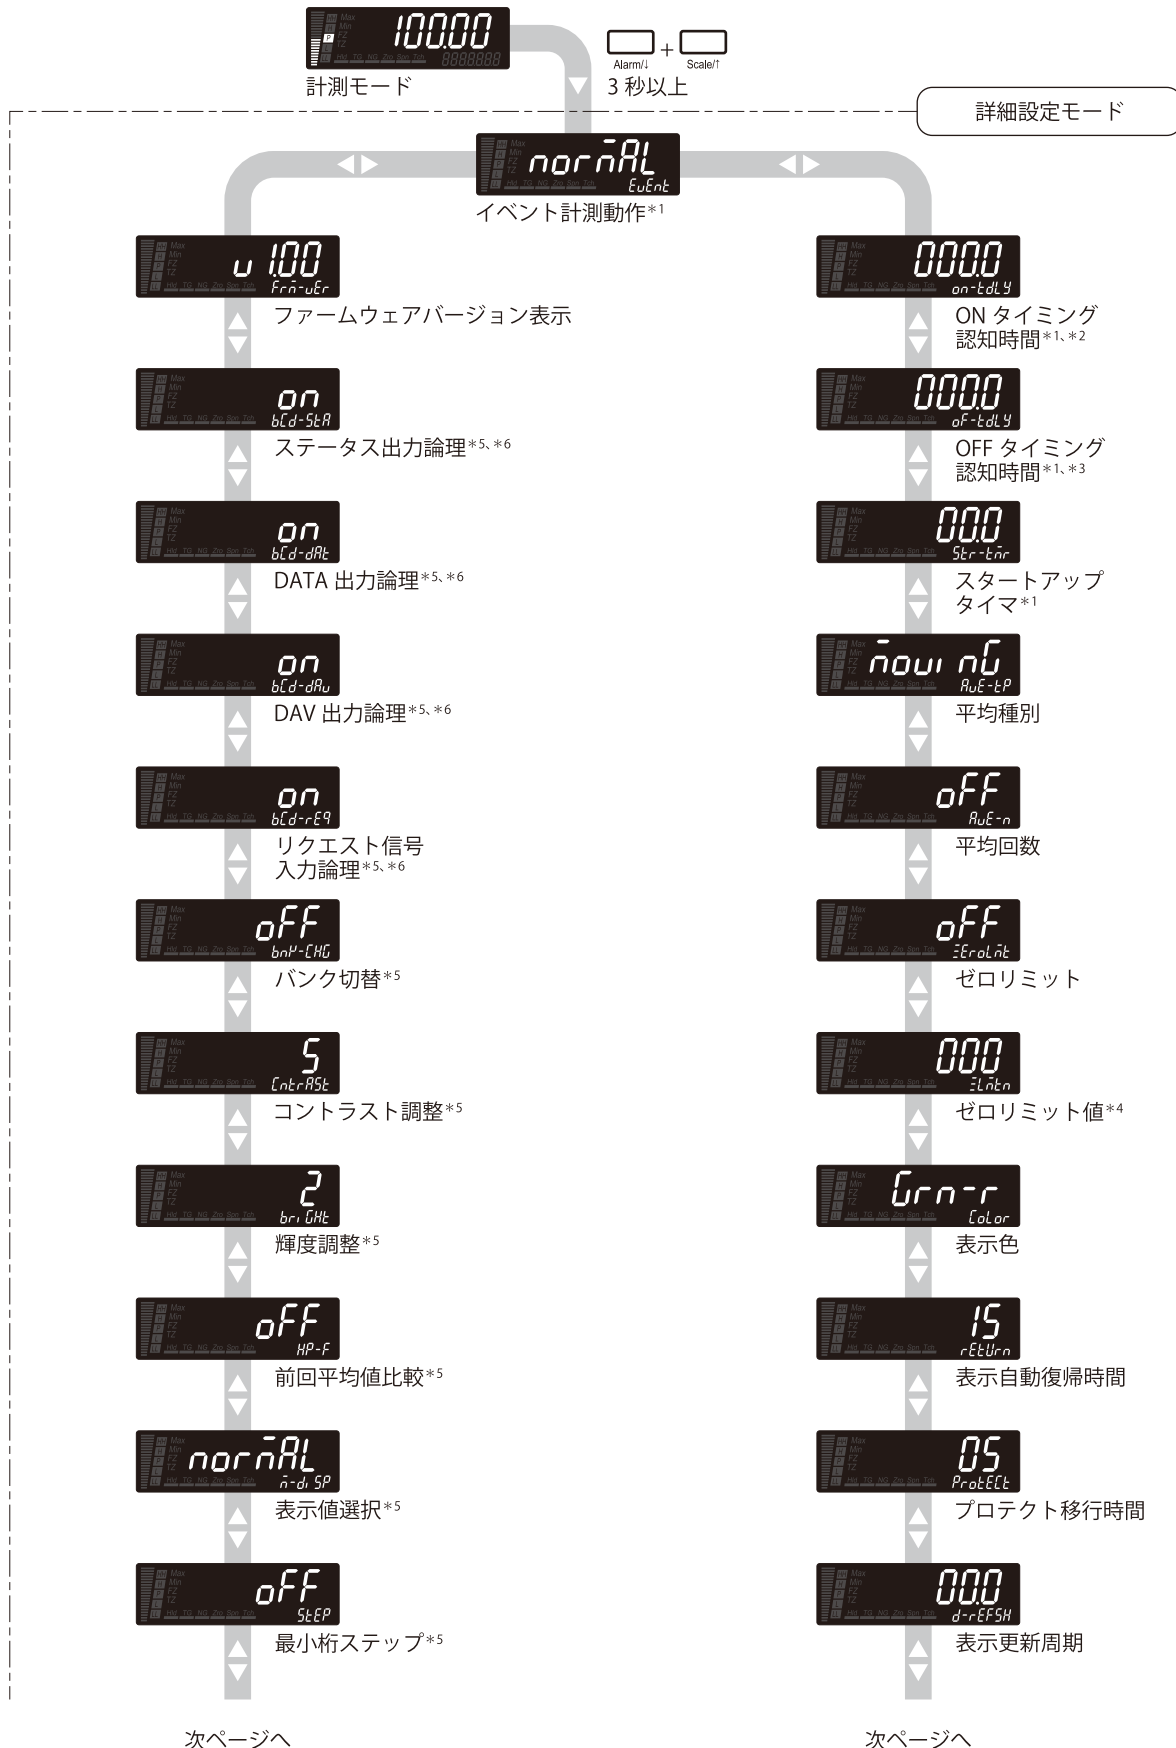 100.00
計測モード
Alarm/↓ + Scale/↑
3 秒以上
詳細設定モード
normAL
EvEnt
イベント計測動作*1
v 1.00
Frm-vEr
ファームウェアバージョン表示
on
bCd-StA
ステータス出力論理*5、*6
on
bCd-dAt
DATA 出力論理*5、*6
on
bCd-dAv
DAV 出力論理*5、*6
on
bCd-rEq
リクエスト信号
入力論理*5、*6
oFF
bnK-CHG
バンク切替*5
5
CntrASt
コントラスト調整*5
2
briGHt
輝度調整*5
oFF
HP-F
前回平均値比較*5
normAL
m-diSP
表示値選択*5
oFF
StEP
最小桁ステップ*5
次ページへ
000.0
on-tdLY
ON タイミング
認知時間*1、*2
000.0
oF-tdLY
OFF タイミング
認知時間*1、*3
00.0
Str-tmr
スタートアップ
タイマ*1
movinG
AvE-tP
平均種別
oFF
AvE-n
平均回数
oFF
ZEroLmt
ゼロリミット
000
ZLmtn
ゼロリミット値*4
Grn-r
CoLor
表示色
15
rEtUrn
表示自動復帰時間
05
ProtECt
プロテクト移行時間
00.0
d-rEFSH
表示更新周期
次ページへ